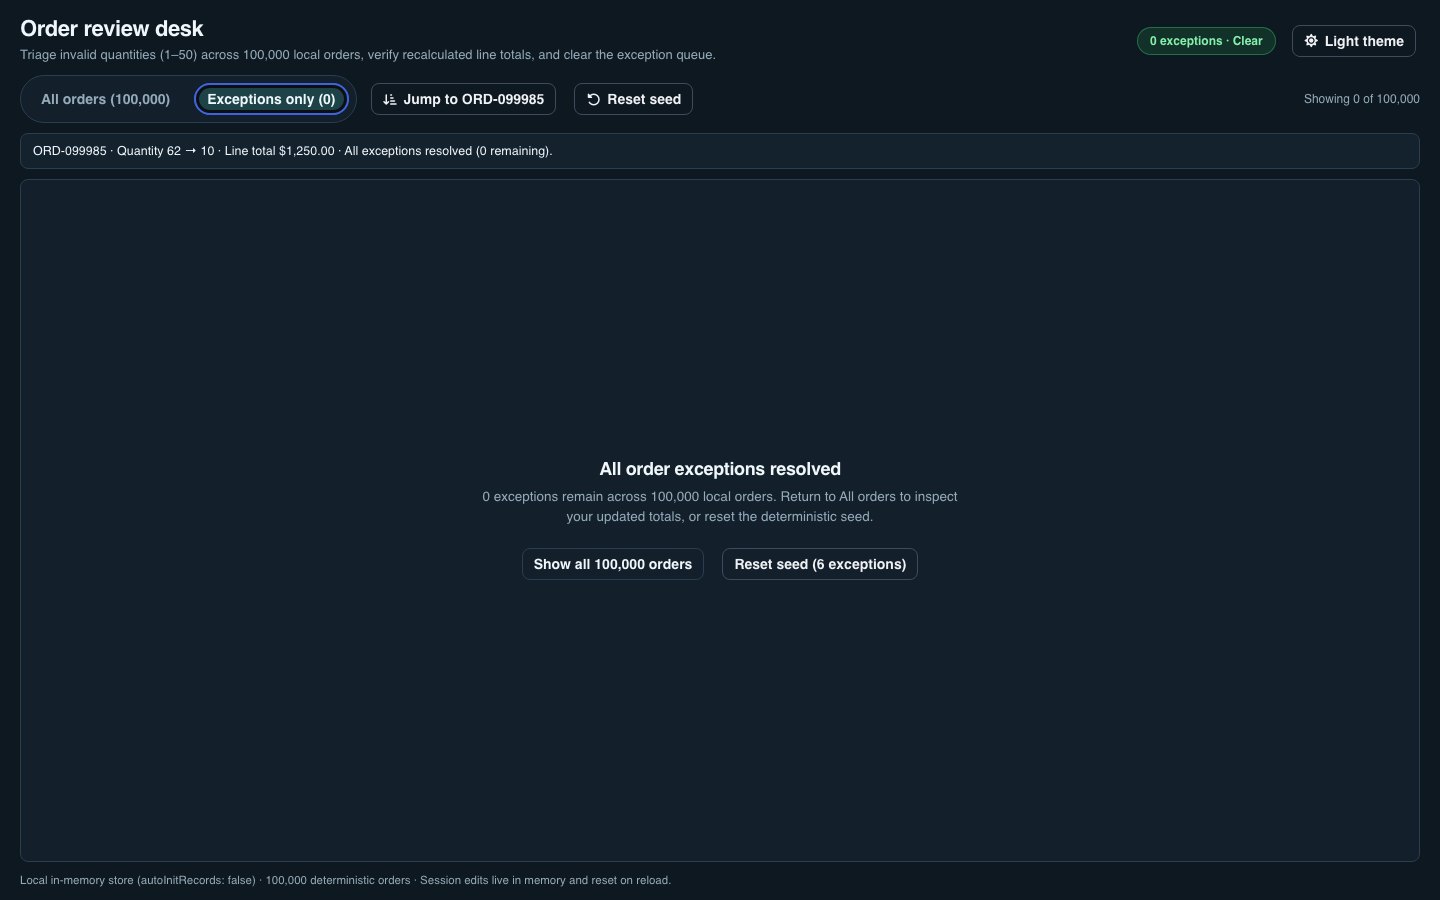 Order review desk
Triage invalid quantities (1–50) across 100,000 local orders, verify recalculated line totals, and clear the exception queue.
0 exceptions · Clear
Light theme
All orders (100,000)
Exceptions only (0)
Jump to ORD-099985
Reset seed
Showing 0 of 100,000
ORD-099985 · Quantity 62 → 10 · Line total $1,250.00 · All exceptions resolved (0 remaining).
All order exceptions resolved
0 exceptions remain across 100,000 local orders. Return to All orders to inspect
your updated totals, or reset the deterministic seed.
Show all 100,000 orders
Reset seed (6 exceptions)
Local in-memory store (autoInitRecords: false) · 100,000 deterministic orders · Session edits live in memory and reset on reload.